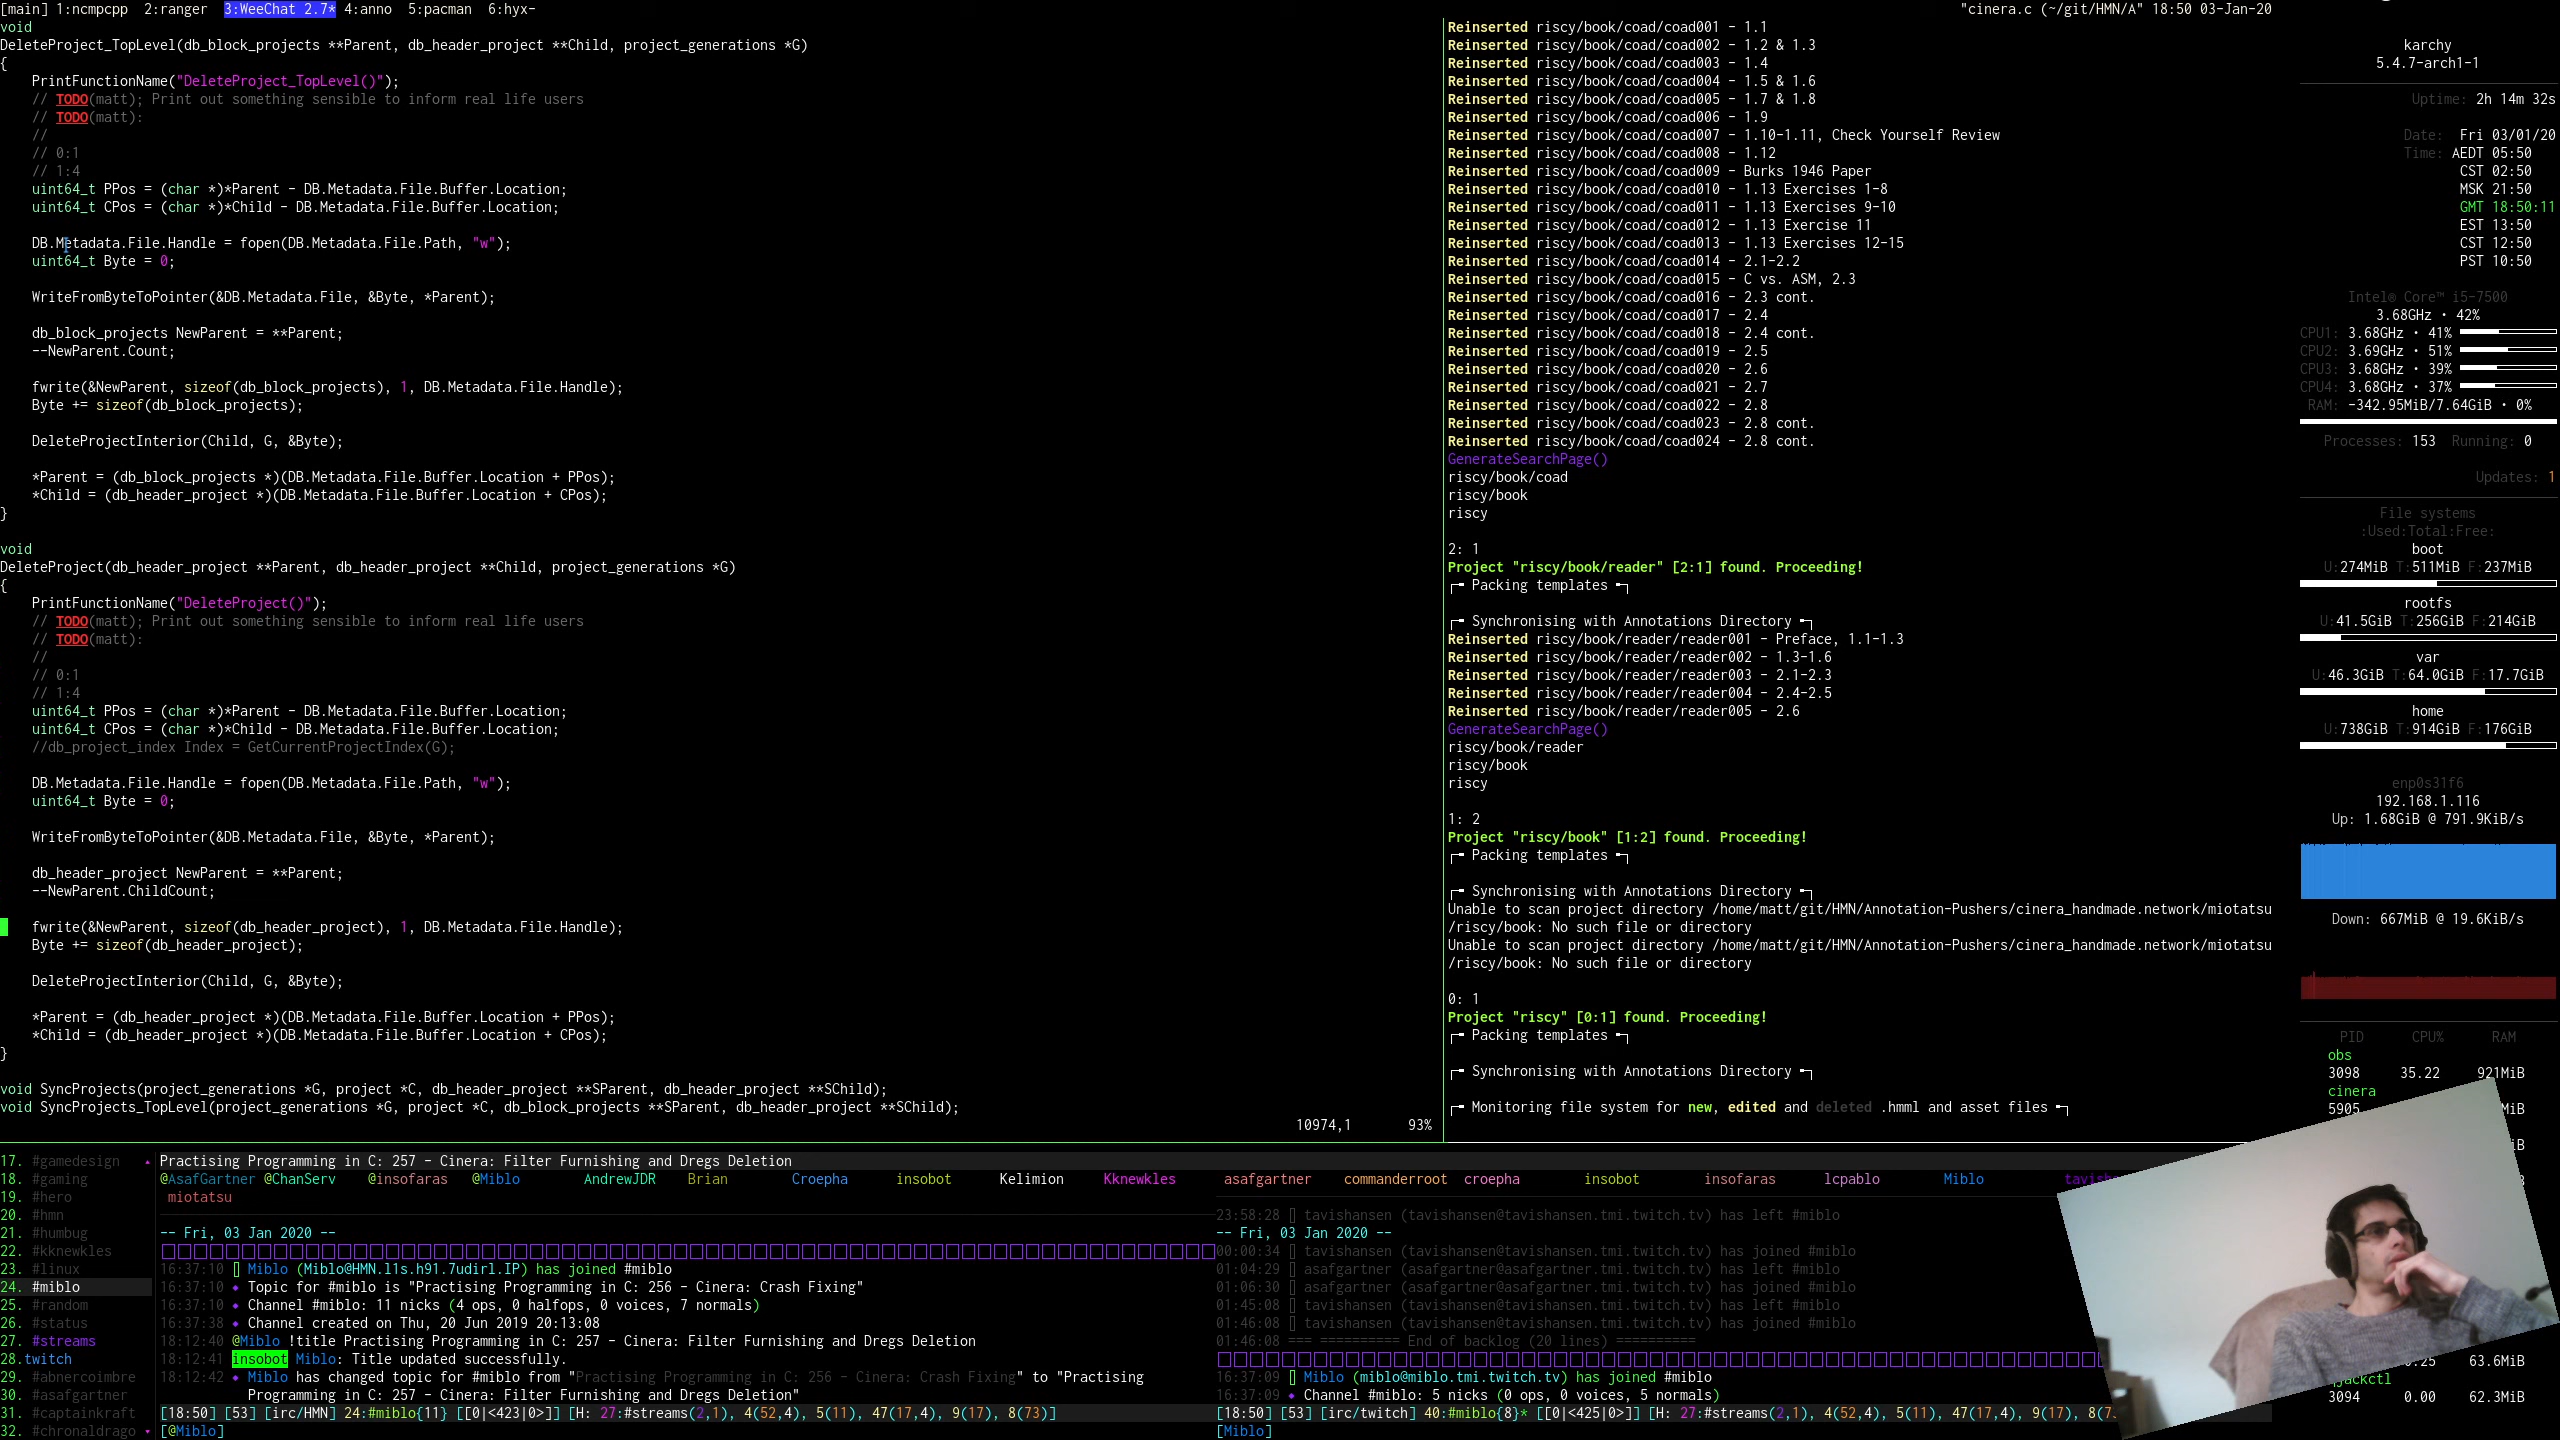 [main] 1:ncmpcpp  2:ranger  3:WeeChat 2.7* 4:anno  5:pacman  6:hyx-
"cinera.c (~/git/HMN/A" 18:50 03-Jan-20
void
DeleteProject_TopLevel(db_block_projects **Parent, db_header_project **Child, project_generations *G)
{
    PrintFunctionName("DeleteProject_TopLevel()");
    // TODO(matt); Print out something sensible to inform real life users
    // TODO(matt):
    //
    // 0:1
    // 1:4
    uint64_t PPos = (char *)*Parent - DB.Metadata.File.Buffer.Location;
    uint64_t CPos = (char *)*Child - DB.Metadata.File.Buffer.Location;
    DB.Metadata.File.Handle = fopen(DB.Metadata.File.Path, "w");
    uint64_t Byte = 0;
    WriteFromByteToPointer(&DB.Metadata.File, &Byte, *Parent);
    db_block_projects NewParent = **Parent;
    --NewParent.Count;
    fwrite(&NewParent, sizeof(db_block_projects), 1, DB.Metadata.File.Handle);
    Byte += sizeof(db_block_projects);
    DeleteProjectInterior(Child, G, &Byte);
    *Parent = (db_block_projects *)(DB.Metadata.File.Buffer.Location + PPos);
    *Child = (db_header_project *)(DB.Metadata.File.Buffer.Location + CPos);
}
void
DeleteProject(db_header_project **Parent, db_header_project **Child, project_generations *G)
{
    PrintFunctionName("DeleteProject()");
    // TODO(matt); Print out something sensible to inform real life users
    // TODO(matt):
    //
    // 0:1
    // 1:4
    uint64_t PPos = (char *)*Parent - DB.Metadata.File.Buffer.Location;
    uint64_t CPos = (char *)*Child - DB.Metadata.File.Buffer.Location;
    //db_project_index Index = GetCurrentProjectIndex(G);
    DB.Metadata.File.Handle = fopen(DB.Metadata.File.Path, "w");
    uint64_t Byte = 0;
    WriteFromByteToPointer(&DB.Metadata.File, &Byte, *Parent);
    db_header_project NewParent = **Parent;
    --NewParent.ChildCount;
    fwrite(&NewParent, sizeof(db_header_project), 1, DB.Metadata.File.Handle);
    Byte += sizeof(db_header_project);
    DeleteProjectInterior(Child, G, &Byte);
    *Parent = (db_header_project *)(DB.Metadata.File.Buffer.Location + PPos);
    *Child = (db_header_project *)(DB.Metadata.File.Buffer.Location + CPos);
}
void SyncProjects(project_generations *G, project *C, db_header_project **SParent, db_header_project **SChild);
void SyncProjects_TopLevel(project_generations *G, project *C, db_block_projects **SParent, db_header_project **SChild);
10974,1       93%
Reinserted riscy/book/coad/coad001 - 1.1
Reinserted riscy/book/coad/coad002 - 1.2 & 1.3
Reinserted riscy/book/coad/coad003 - 1.4
Reinserted riscy/book/coad/coad004 - 1.5 & 1.6
Reinserted riscy/book/coad/coad005 - 1.7 & 1.8
Reinserted riscy/book/coad/coad006 - 1.9
Reinserted riscy/book/coad/coad007 - 1.10-1.11, Check Yourself Review
Reinserted riscy/book/coad/coad008 - 1.12
Reinserted riscy/book/coad/coad009 - Burks 1946 Paper
Reinserted riscy/book/coad/coad010 - 1.13 Exercises 1-8
Reinserted riscy/book/coad/coad011 - 1.13 Exercises 9-10
Reinserted riscy/book/coad/coad012 - 1.13 Exercise 11
Reinserted riscy/book/coad/coad013 - 1.13 Exercises 12-15
Reinserted riscy/book/coad/coad014 - 2.1-2.2
Reinserted riscy/book/coad/coad015 - C vs. ASM, 2.3
Reinserted riscy/book/coad/coad016 - 2.3 cont.
Reinserted riscy/book/coad/coad017 - 2.4
Reinserted riscy/book/coad/coad018 - 2.4 cont.
Reinserted riscy/book/coad/coad019 - 2.5
Reinserted riscy/book/coad/coad020 - 2.6
Reinserted riscy/book/coad/coad021 - 2.7
Reinserted riscy/book/coad/coad022 - 2.8
Reinserted riscy/book/coad/coad023 - 2.8 cont.
Reinserted riscy/book/coad/coad024 - 2.8 cont.
GenerateSearchPage()
riscy/book/coad
riscy/book
riscy
2: 1
Project "riscy/book/reader" [2:1] found. Proceeding!
Packing templates
Synchronising with Annotations Directory
Reinserted riscy/book/reader/reader001 - Preface, 1.1-1.3
Reinserted riscy/book/reader/reader002 - 1.3-1.6
Reinserted riscy/book/reader/reader003 - 2.1-2.3
Reinserted riscy/book/reader/reader004 - 2.4-2.5
Reinserted riscy/book/reader/reader005 - 2.6
GenerateSearchPage()
riscy/book/reader
riscy/book
riscy
1: 2
Project "riscy/book" [1:2] found. Proceeding!
Packing templates
Synchronising with Annotations Directory
Unable to scan project directory /home/matt/git/HMN/Annotation-Pushers/cinera_handmade.network/miotatsu
/riscy/book: No such file or directory
Unable to scan project directory /home/matt/git/HMN/Annotation-Pushers/cinera_handmade.network/miotatsu
/riscy/book: No such file or directory
0: 1
Project "riscy" [0:1] found. Proceeding!
Packing templates
Synchronising with Annotations Directory
Monitoring file system for new, edited and deleted .hmml and asset files
karchy
5.4.7-arch1-1
Uptime: 2h 14m 32s
Date: Fri 03/01/20
Time: AEDT 05:50
CST 02:50
MSK 21:50
GMT 18:50:11
EST 13:50
CST 12:50
PST 10:50
Intel® Core™ i5-7500
3.68GHz • 42%
CPU1: 3.68GHz • 41%
CPU2: 3.69GHz • 51%
CPU3: 3.68GHz • 39%
CPU4: 3.68GHz • 37%
RAM: -342.95MiB/7.64GiB • 0%
Processes: 153  Running: 0
Updates: 1
File systems
:Used:Total:Free:
boot
U:274MiB T:511MiB F:237MiB
rootfs
U:41.5GiB T:256GiB F:214GiB
var
U:46.3GiB T:64.0GiB F:17.7GiB
home
U:738GiB T:914GiB F:176GiB
enp0s31f6
192.168.1.116
Up: 1.68GiB @ 791.9KiB/s
Down: 667MiB @ 19.6KiB/s
PID CPU% RAM
obs
3098 35.22 921MiB
cinera
5905 MiB
MiB
0.25 63.6MiB
qjackctl
3094 0.00 62.3MiB
17. #gamedesign
18. #gaming
19. #hero
20. #hmn
21. #humbug
22. #kknewkles
23. #linux
24. #miblo
25. #random
26. #status
27. #streams
28.twitch
29. #abnercoimbre
30. #asafgartner
31. #captainkraft
32. #chronaldrago
Practising Programming in C: 257 - Cinera: Filter Furnishing and Dregs Deletion
@AsafGartner @ChanServ @insofaras @Miblo AndrewJDR Brian Croepha insobot Kelimion Kknewkles
miotatsu
-- Fri, 03 Jan 2020 --
16:37:10 Miblo (Miblo@HMN.l1s.h91.7udirl.IP) has joined #miblo
16:37:10 Topic for #miblo is "Practising Programming in C: 256 - Cinera: Crash Fixing"
16:37:10 Channel #miblo: 11 nicks (4 ops, 0 halfops, 0 voices, 7 normals)
16:37:38 Channel created on Thu, 20 Jun 2019 20:13:08
18:12:40 @Miblo !title Practising Programming in C: 257 - Cinera: Filter Furnishing and Dregs Deletion
18:12:41 insobot Miblo: Title updated successfully.
18:12:42 Miblo has changed topic for #miblo from "Practising Programming in C: 256 - Cinera: Crash Fixing" to "Practising
Programming in C: 257 - Cinera: Filter Furnishing and Dregs Deletion"
[18:50] [53] [irc/HMN] 24:#miblo{11} [[0|<423|0>]] [H: 27:#streams(2,1), 4(52,4), 5(11), 47(17,4), 9(17), 8(73)]
[@Miblo]
asafgartner commanderroot croepha insobot insofaras lcpablo Miblo
23:58:28 tavishansen (tavishansen@tavishansen.tmi.twitch.tv) has left #miblo
-- Fri, 03 Jan 2020 --
00:00:34 tavishansen (tavishansen@tavishansen.tmi.twitch.tv) has joined #miblo
01:04:29 asafgartner (asafgartner@asafgartner.tmi.twitch.tv) has left #miblo
01:06:30 asafgartner (asafgartner@asafgartner.tmi.twitch.tv) has joined #miblo
01:45:08 tavishansen (tavishansen@tavishansen.tmi.twitch.tv) has left #miblo
01:46:08 tavishansen (tavishansen@tavishansen.tmi.twitch.tv) has joined #miblo
01:46:08 === ========== End of backlog (20 lines) ==========
16:37:09 Miblo (miblo@miblo.tmi.twitch.tv) has joined #miblo
16:37:09 Channel #miblo: 5 nicks (0 ops, 0 voices, 5 normals)
[18:50] [53] [irc/twitch] 40:#miblo{8}* [[0|<425|0>]] [H: 27:#streams(2,1), 4(52,4), 5(11), 47(17,4), 9(17), 8(7
[Miblo]